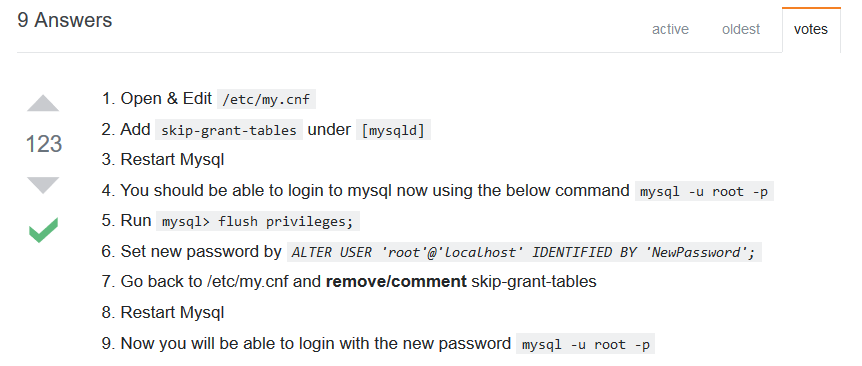 9 Answers
active oldest votes
123
1. Open & Edit /etc/my.cnf
2. Add skip-grant-tables under [mysqld]
3. Restart Mysql
4. You should be able to login to mysql now using the below command mysql -u root -p
5. Run mysql> flush privileges;
6. Set new password by ALTER USER 'root'@'localhost' IDENTIFIED BY 'NewPassword';
7. Go back to /etc/my.cnf and remove/comment skip-grant-tables
8. Restart Mysql
9. Now you will be able to login with the new password mysql -u root -p